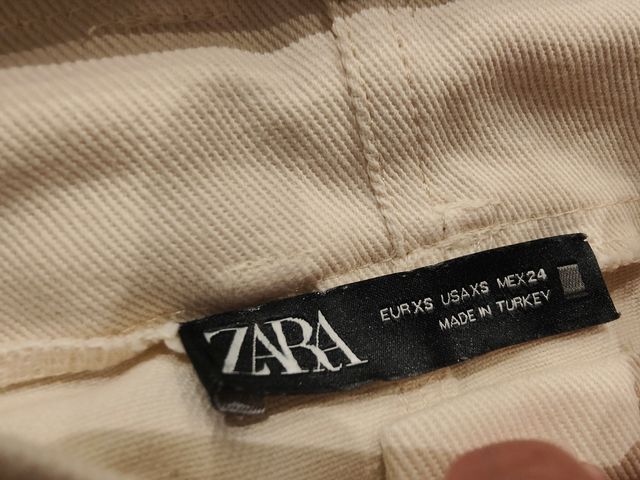 ZARA
EUR XS USA XS MEX 24
MADE IN TURKEY